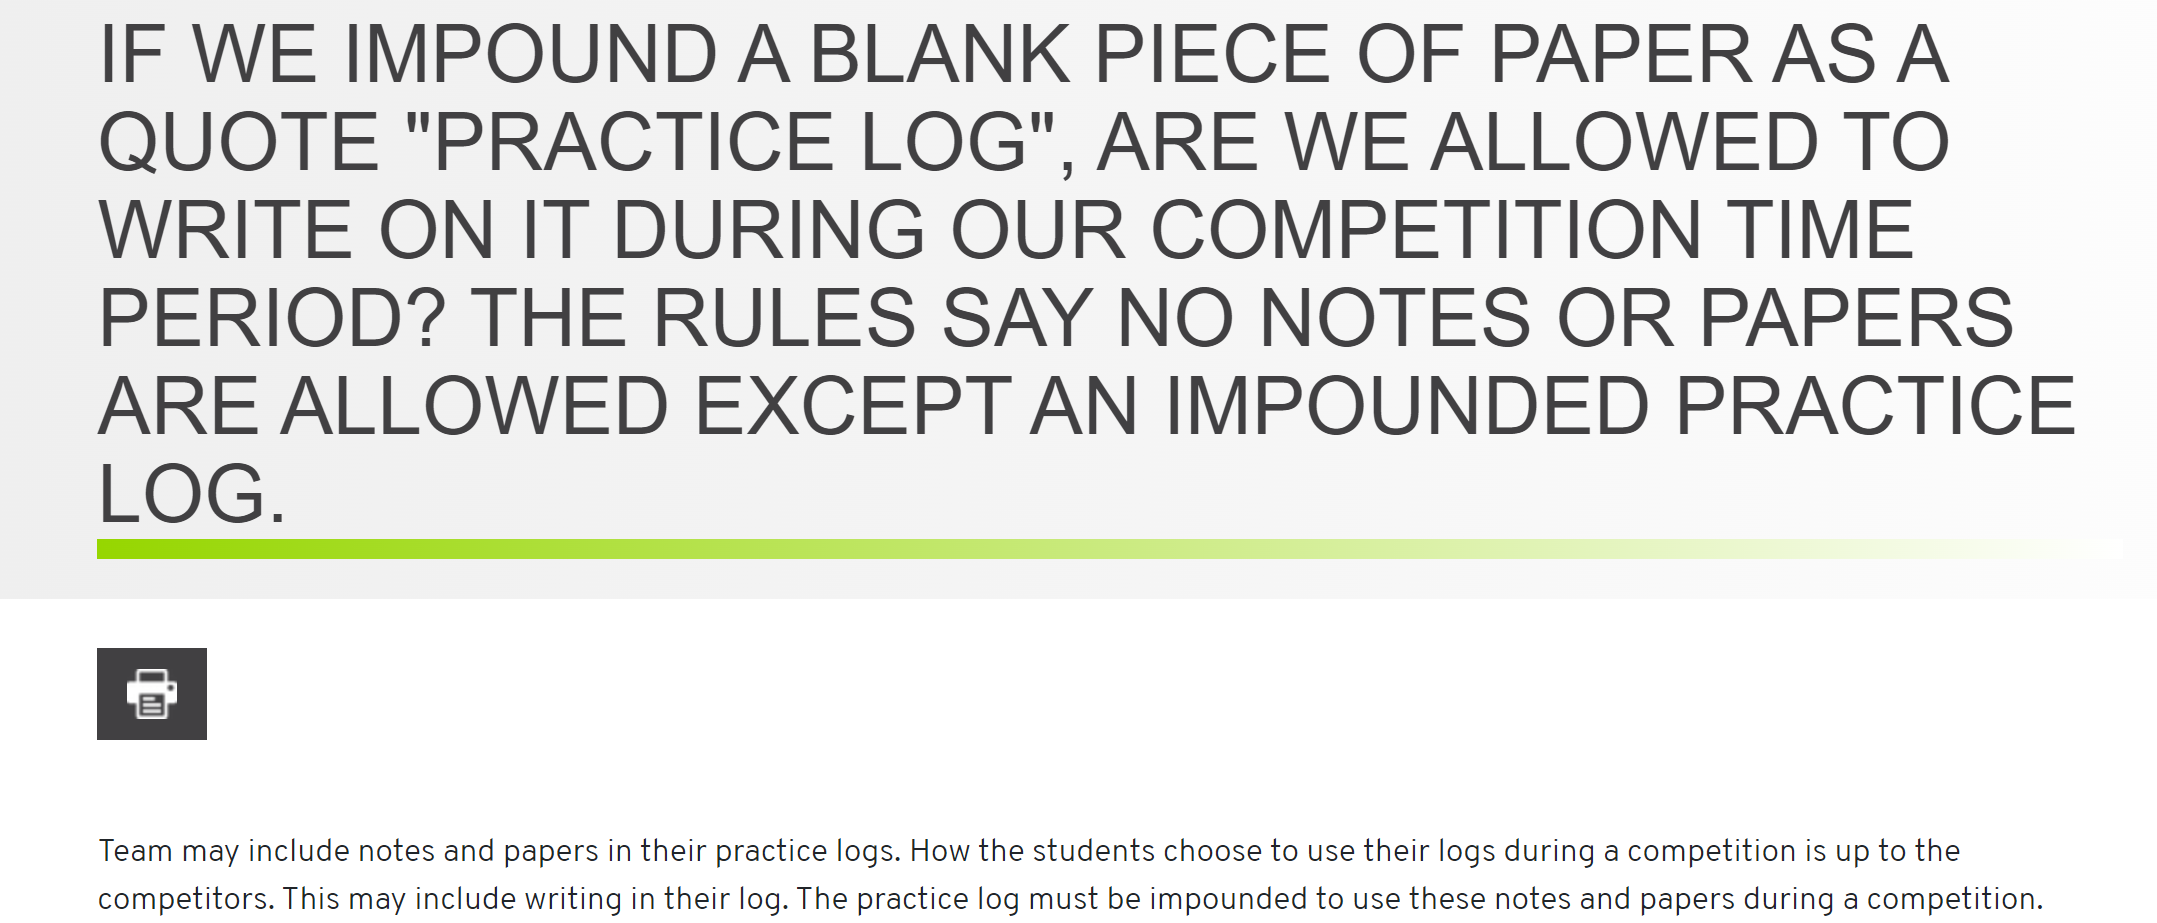 IF WE IMPOUND A BLANK PIECE OF PAPER AS A
QUOTE "PRACTICE LOG", ARE WE ALLOWED TO
WRITE ON IT DURING OUR COMPETITION TIME
PERIOD? THE RULES SAY NO NOTES OR PAPERS
ARE ALLOWED EXCEPT AN IMPOUNDED PRACTICE
LOG.
Team may include notes and papers in their practice logs. How the students choose to use their logs during a competition is up to the
competitors. This may include writing in their log. The practice log must be impounded to use these notes and papers during a competition.